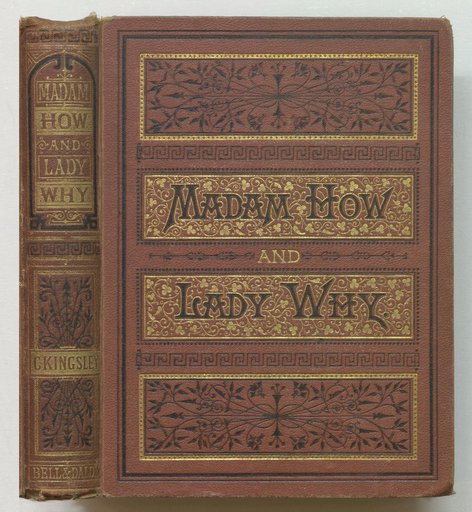 MADAM
HOW
AND
LADY
WHY
C KINGSLEY
BELL & DALDY
MADAM HOW
AND
LADY WHY